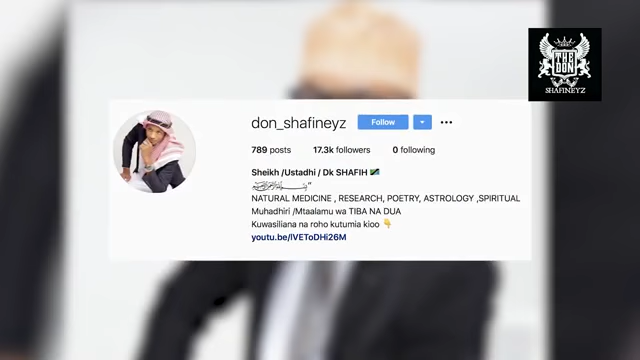 THE
DON
SHAFINEYZ
don_shafineyz
Follow
789 posts 17.3k followers 0 following
Sheikh /Ustadhi / Dk SHAFIH 🇹🇿
NATURAL MEDICINE , RESEARCH, POETRY, ASTROLOGY ,SPIRITUAL
Muhadhiri /Mtaalamu wa TIBA NA DUA
Kuwasiliana na roho kutumia kioo 👇
youtu.be/lVEToDHi26M